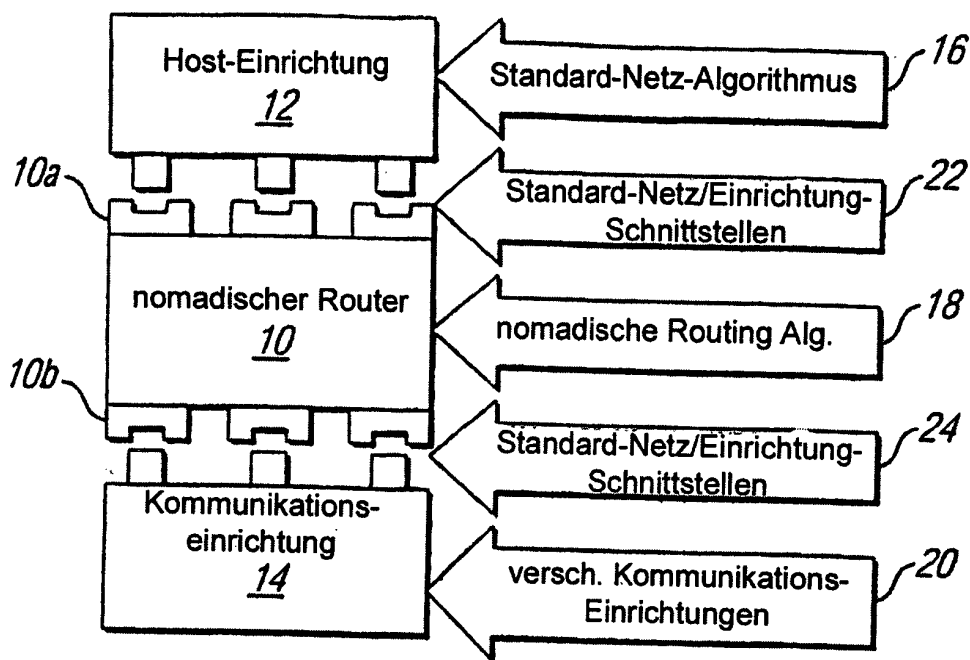 Host-Einrichtung
12
Standard-Netz-Algorithmus
16
10a
Standard-Netz/Einrichtung-
Schnittstellen
22
nomadischer Router
10
nomadische Routing Alg.
18
10b
Standard-Netz/Einrichtung-
Schnittstellen
24
Kommunikations-
einrichtung
14
versch. Kommunikations-
Einrichtungen
20